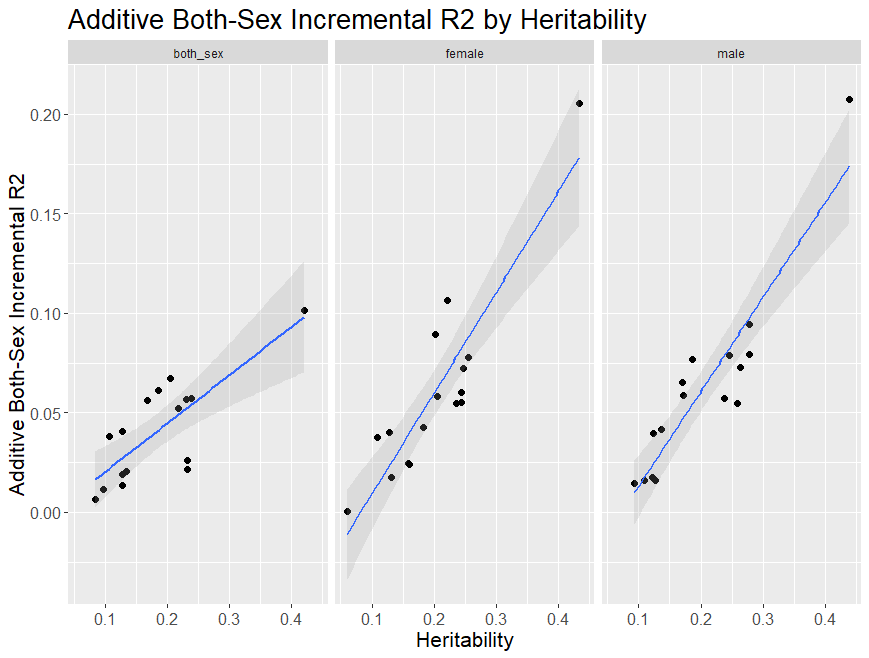 Additive Both-Sex Incremental R2 by Heritability
both_sex female male
Additive Both-Sex Incremental R2
0.20
0.15
0.10
0.05
0.00
0.1 0.2 0.3 0.4 0.1 0.2 0.3 0.4 0.1 0.2 0.3 0.4
Heritability